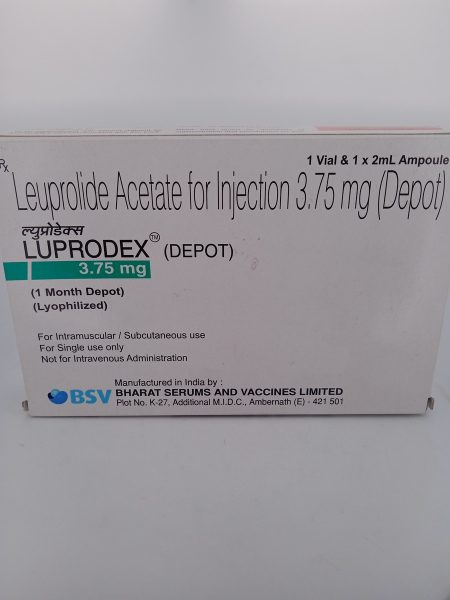 Rx
1 Vial & 1 x 2mL Ampoule
Leuprolide Acetate for Injection 3.75 mg (Depot)
ल्युप्रोडेक्स
LUPRODEX™ (DEPOT)
3.75 mg
(1 Month Depot)
(Lyophilized)
For Intramuscular / Subcutaneous use
For Single use only
Not for Intravenous Administration
Manufactured in India by :
BSV BHARAT SERUMS AND VACCINES LIMITED
Plot No. K-27, Additional M.I.D.C., Ambernath (E) - 421 501